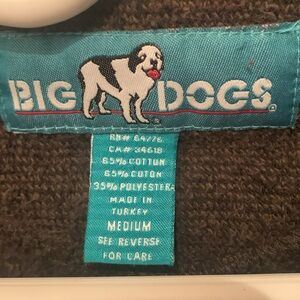 BIG DOGS®
RN# 64776
CA# 34618
65% COTTON
65% COTON
35% POLYESTER
MADE IN
TURKEY
MEDIUM
SEE REVERSE
FOR CARE